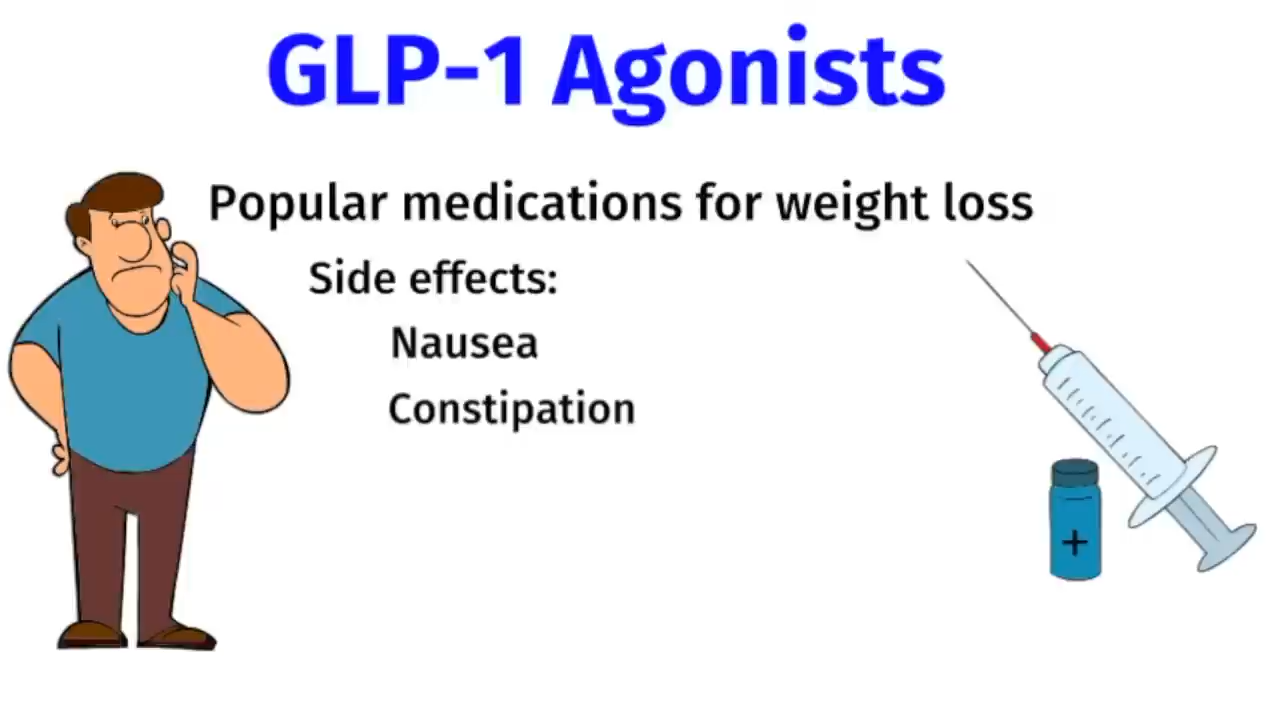 GLP-1 Agonists
Popular medications for weight loss
Side effects:
Nausea
Constipation
+